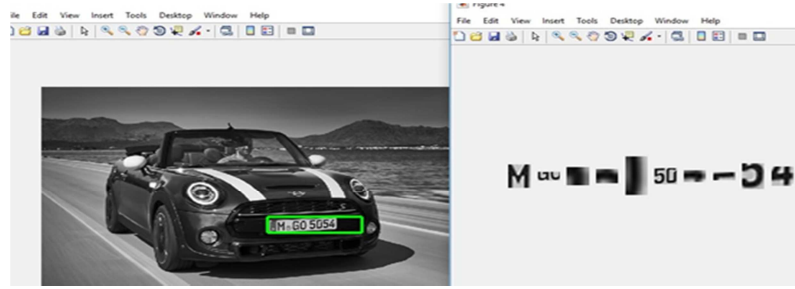 ile Edit View Insert Tools Desktop Window Help
Figure 4
File Edit View Insert Tools Desktop Window Help
M GO 5054
M
50
4